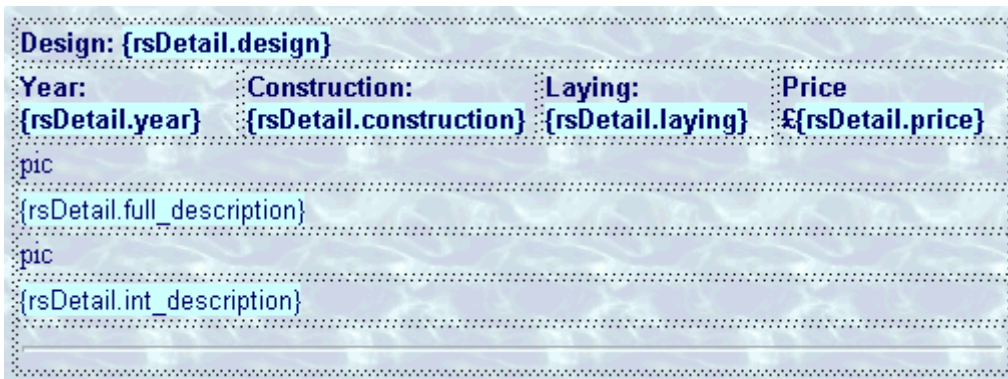 Design: {rsDetail.design}
Year: Construction: Laying: Price
{rsDetail.year} {rsDetail.construction} {rsDetail.laying} £{rsDetail.price}
pic
{rsDetail.full_description}
pic
{rsDetail.int_description}